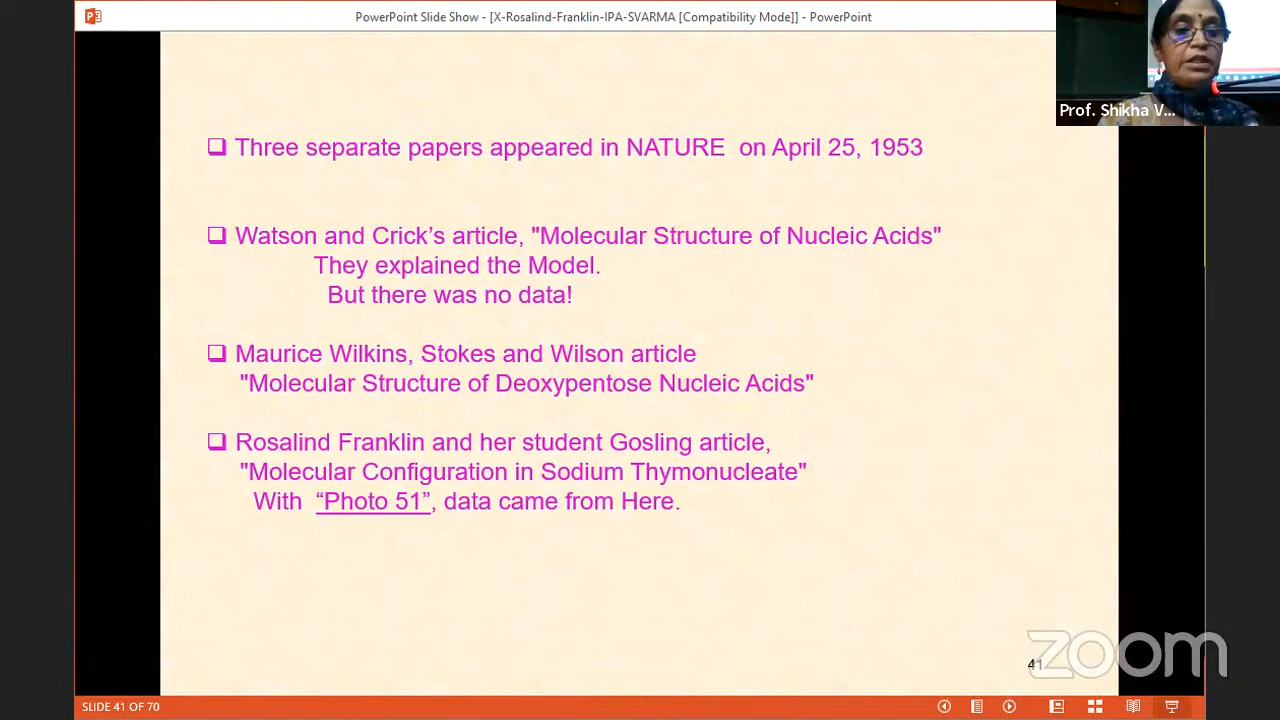 PowerPoint Slide Show - [X-Rosalind-Franklin-IPA-SVARMA [Compatibility Mode]] - PowerPoint
Prof. Shikha V...
❑ Three separate papers appeared in NATURE on April 25, 1953
❑ Watson and Crick’s article, "Molecular Structure of Nucleic Acids"
They explained the Model.
But there was no data!
❑ Maurice Wilkins, Stokes and Wilson article
"Molecular Structure of Deoxypentose Nucleic Acids"
❑ Rosalind Franklin and her student Gosling article,
"Molecular Configuration in Sodium Thymonucleate"
With “Photo 51”, data came from Here.
41
zoom
SLIDE 41 OF 70